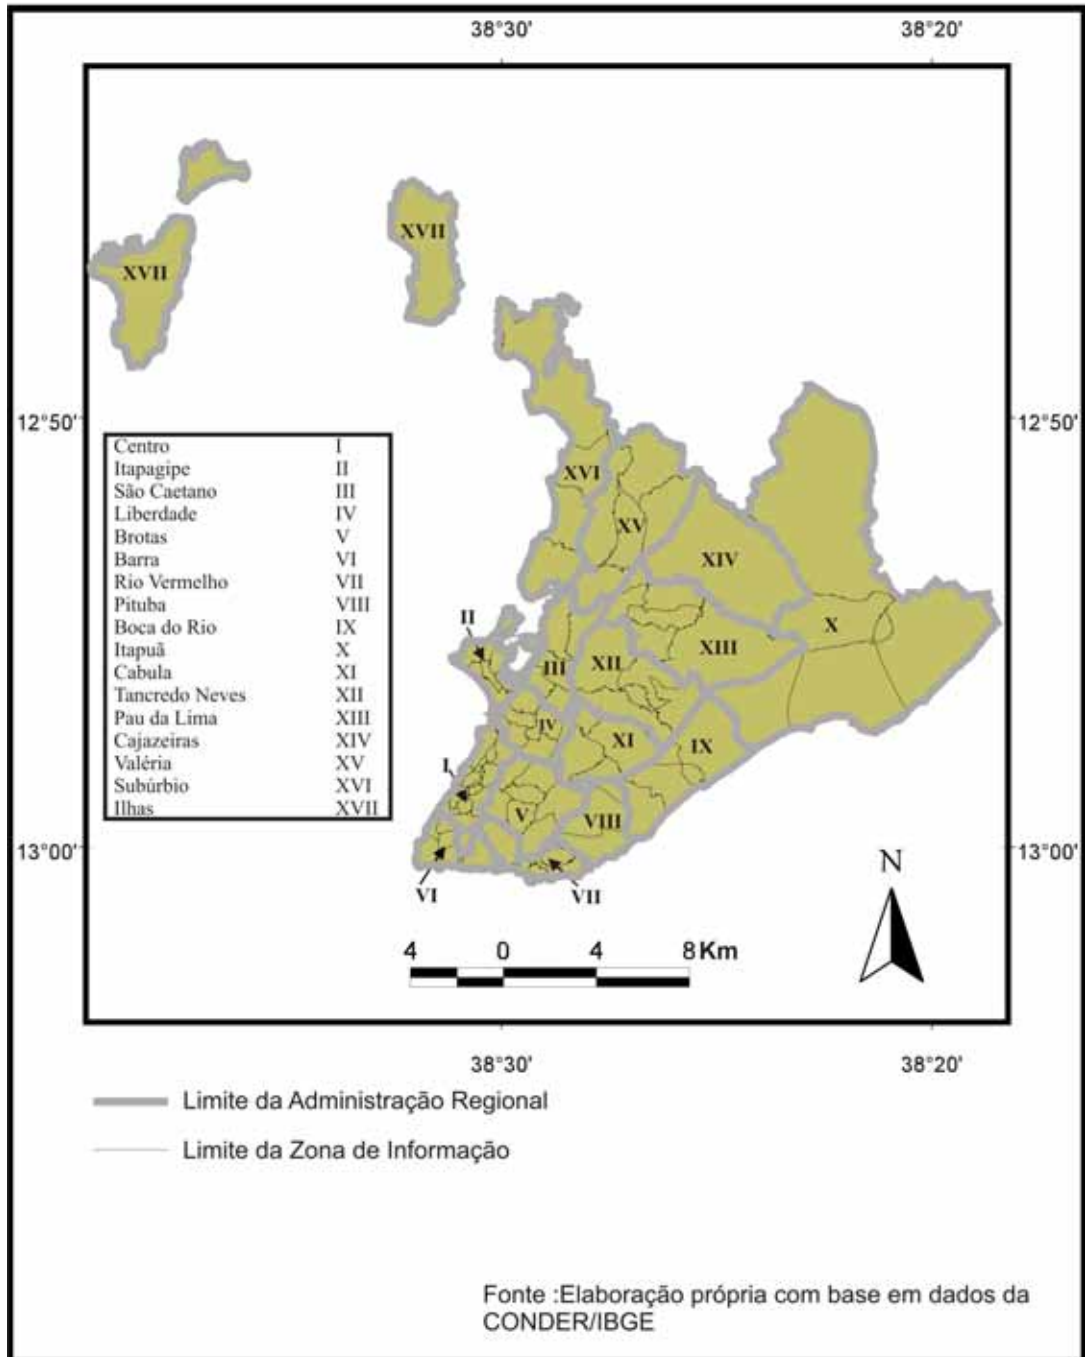 38°30' 38°20'
XVII
XVII
12°50' 12°50'
Centro I
Itapagipe II
São Caetano III
Liberdade IV
Brotas V
Barra VI
Rio Vermelho VII
Pituba VIII
Boca do Rio IX
Itapuã X
Cabula XI
Tancredo Neves XII
Pau da Lima XIII
Cajazeiras XIV
Valéria XV
Subúrbio XVI
Ilhas XVII
XVI
XV
XIV
II
X
III
XII
XIII
IV
XI
IX
I
V
VIII
13°00' 13°00'
VI
VII
N
4 0 4 8 Km
38°30' 38°20'
Limite da Administração Regional
Limite da Zona de Informação
Fonte :Elaboração própria com base em dados da
CONDER/IBGE